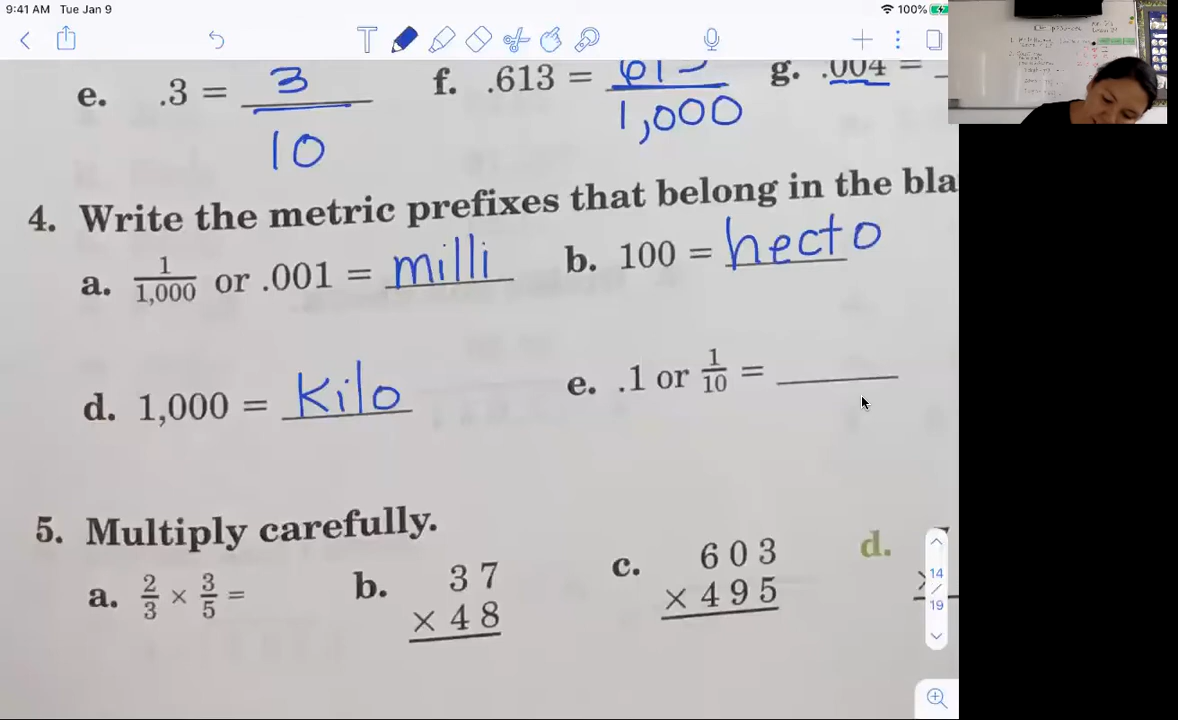 9:41 AM Tue Jan 9
100%
e. .3 = 3/10 f. .613 = 613/1,000 g. .004 =
4. Write the metric prefixes that belong in the bla
a. 1/1,000 or .001 = milli b. 100 = hecto
d. 1,000 = Kilo e. .1 or 1/10 =
5. Multiply carefully.
a. 2/3 × 3/5 = b. 37 × 48 c. 603 × 495 d.
14
/
19